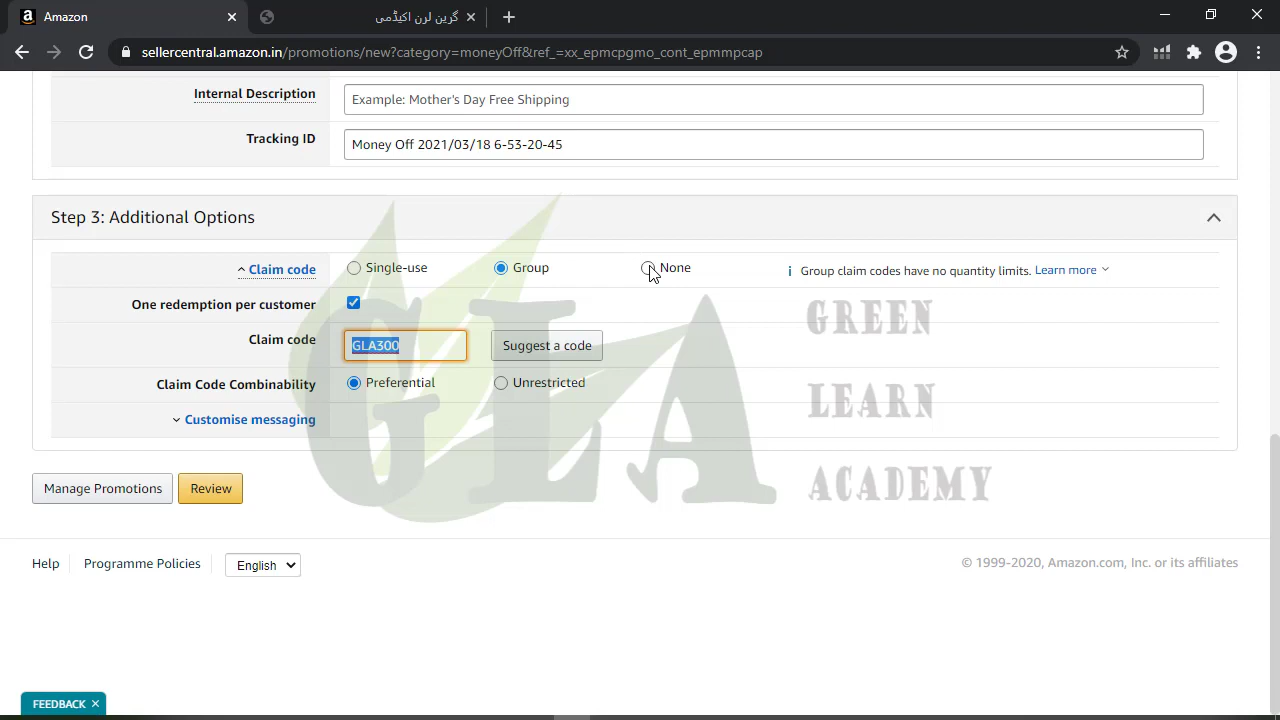 Amazon
گرین لرن اکیڈمی
sellercentral.amazon.in/promotions/new?category=moneyOff&ref_=xx_epmcpgmo_cont_epmmpcap
Internal Description
Example: Mother's Day Free Shipping
Tracking ID
Money Off 2021/03/18 6-53-20-45
Step 3: Additional Options
Claim code
Single-use
Group
None
i Group claim codes have no quantity limits. Learn more
One redemption per customer
Claim code
GLA300
Suggest a code
Claim Code Combinability
Preferential
Unrestricted
Customise messaging
GLA
GREEN
LEARN
ACADEMY
Manage Promotions
Review
Help
Programme Policies
English
© 1999-2020, Amazon.com, Inc. or its affiliates
FEEDBACK